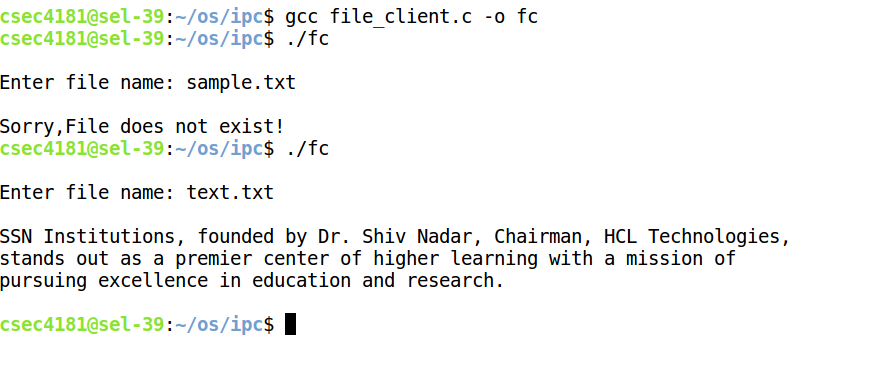 csec4181@sel-39:~/os/ipc$ gcc file_client.c -o fc
csec4181@sel-39:~/os/ipc$ ./fc
Enter file name: sample.txt
Sorry,File does not exist!
csec4181@sel-39:~/os/ipc$ ./fc
Enter file name: text.txt
SSN Institutions, founded by Dr. Shiv Nadar, Chairman, HCL Technologies,
stands out as a premier center of higher learning with a mission of
pursuing excellence in education and research.
csec4181@sel-39:~/os/ipc$